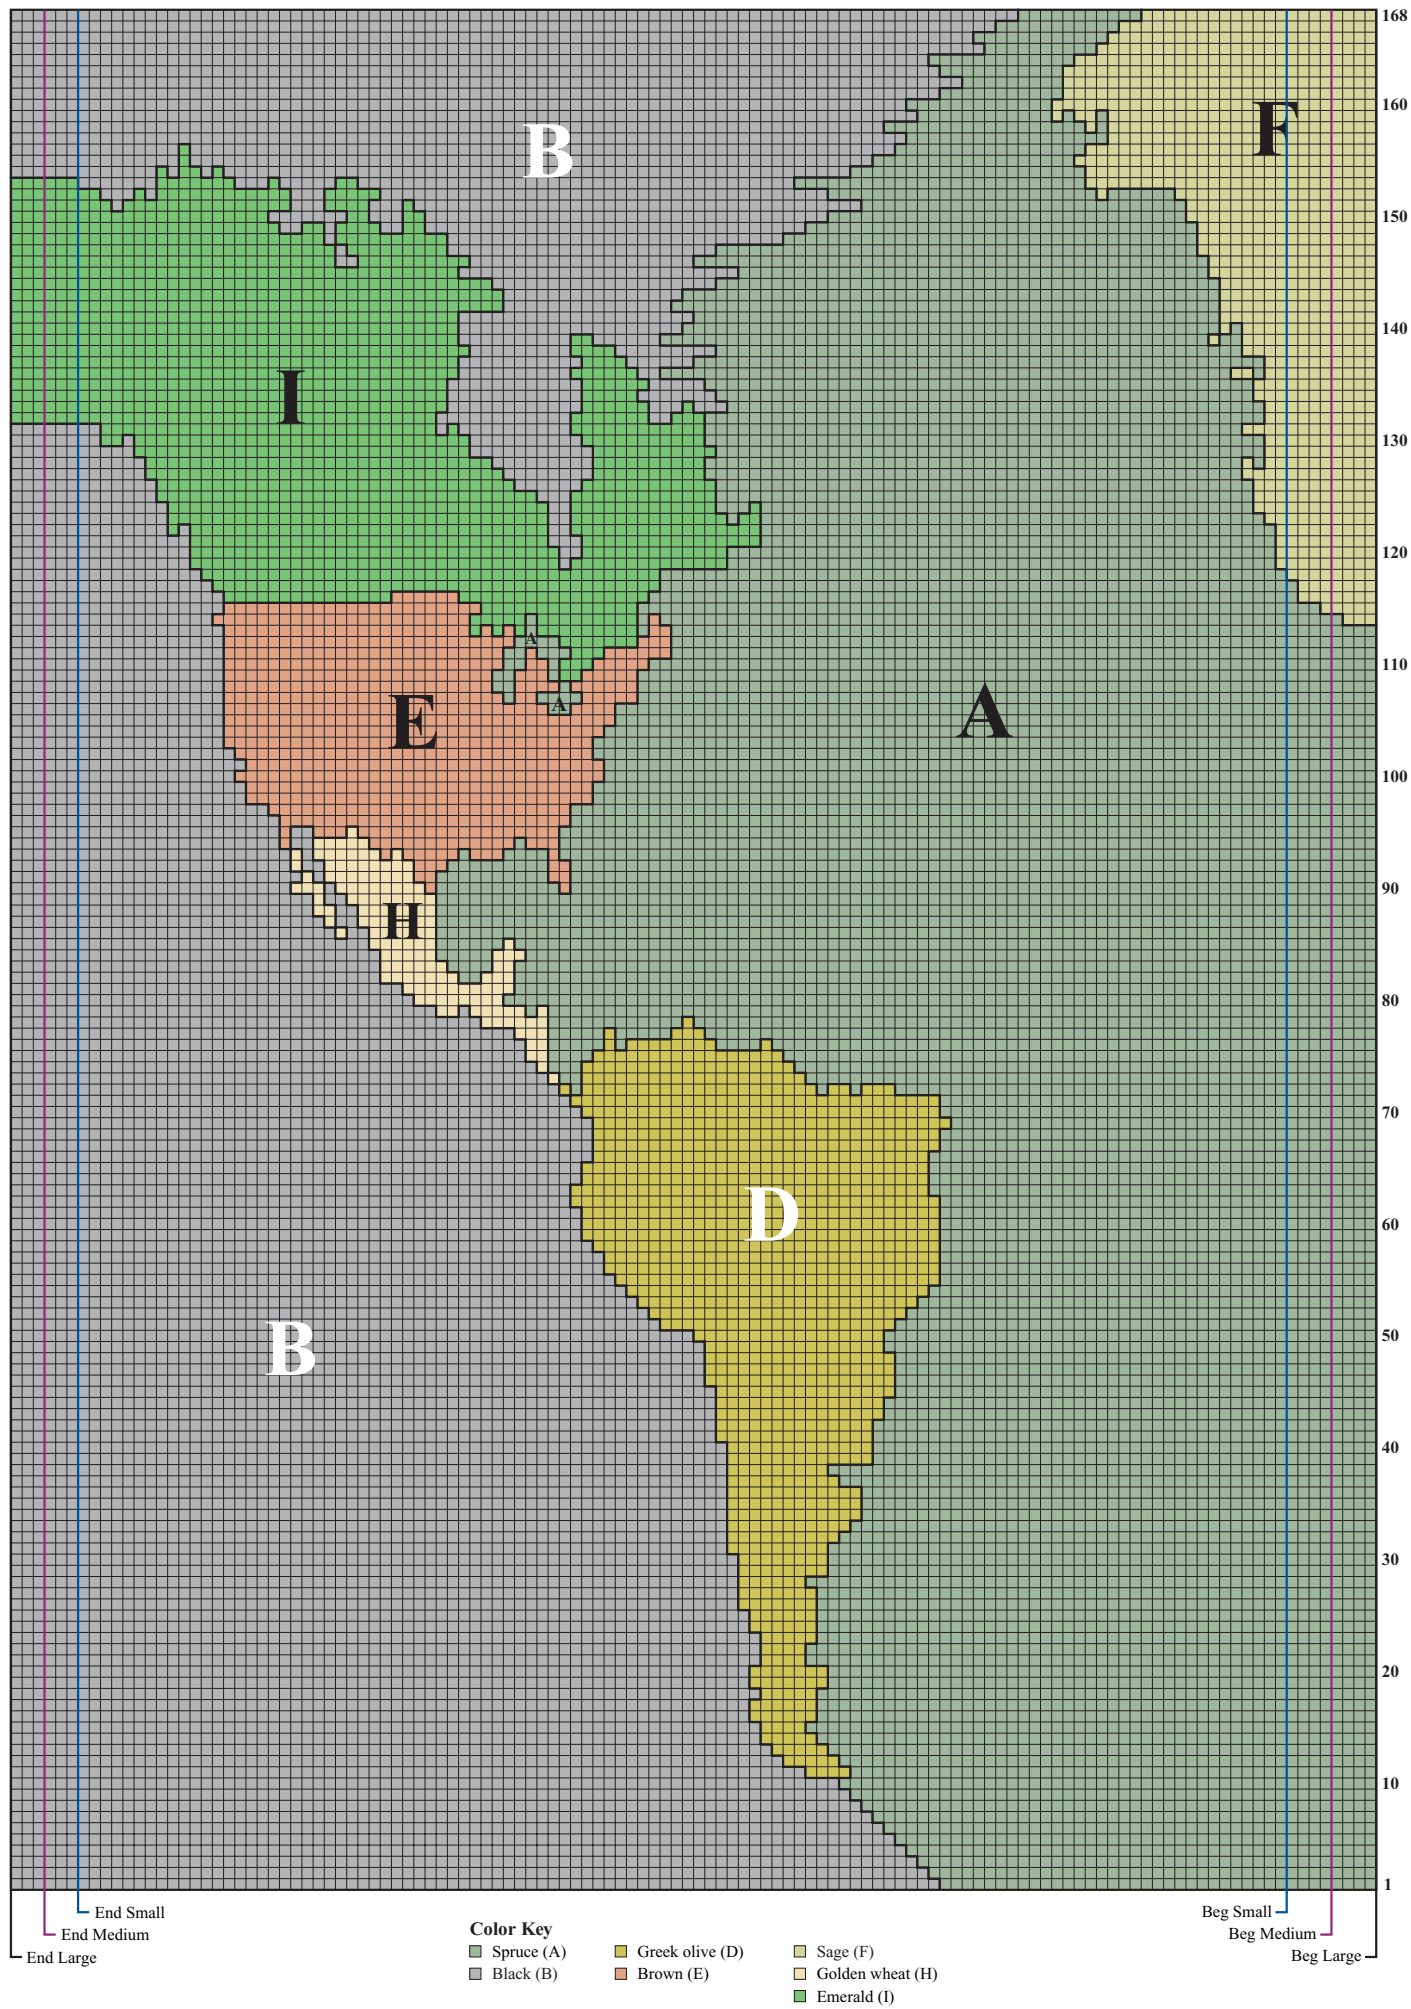 168
160
B
F
150
140
I
130
120
A
110
E
A
A
100
90
H
80
70
D
60
B
50
40
30
20
10
1
End Small
End Medium
End Large
Beg Small
Beg Medium
Beg Large
Color Key
Spruce (A) Greek olive (D) Sage (F)
Black (B) Brown (E) Golden wheat (H)
Emerald (I)